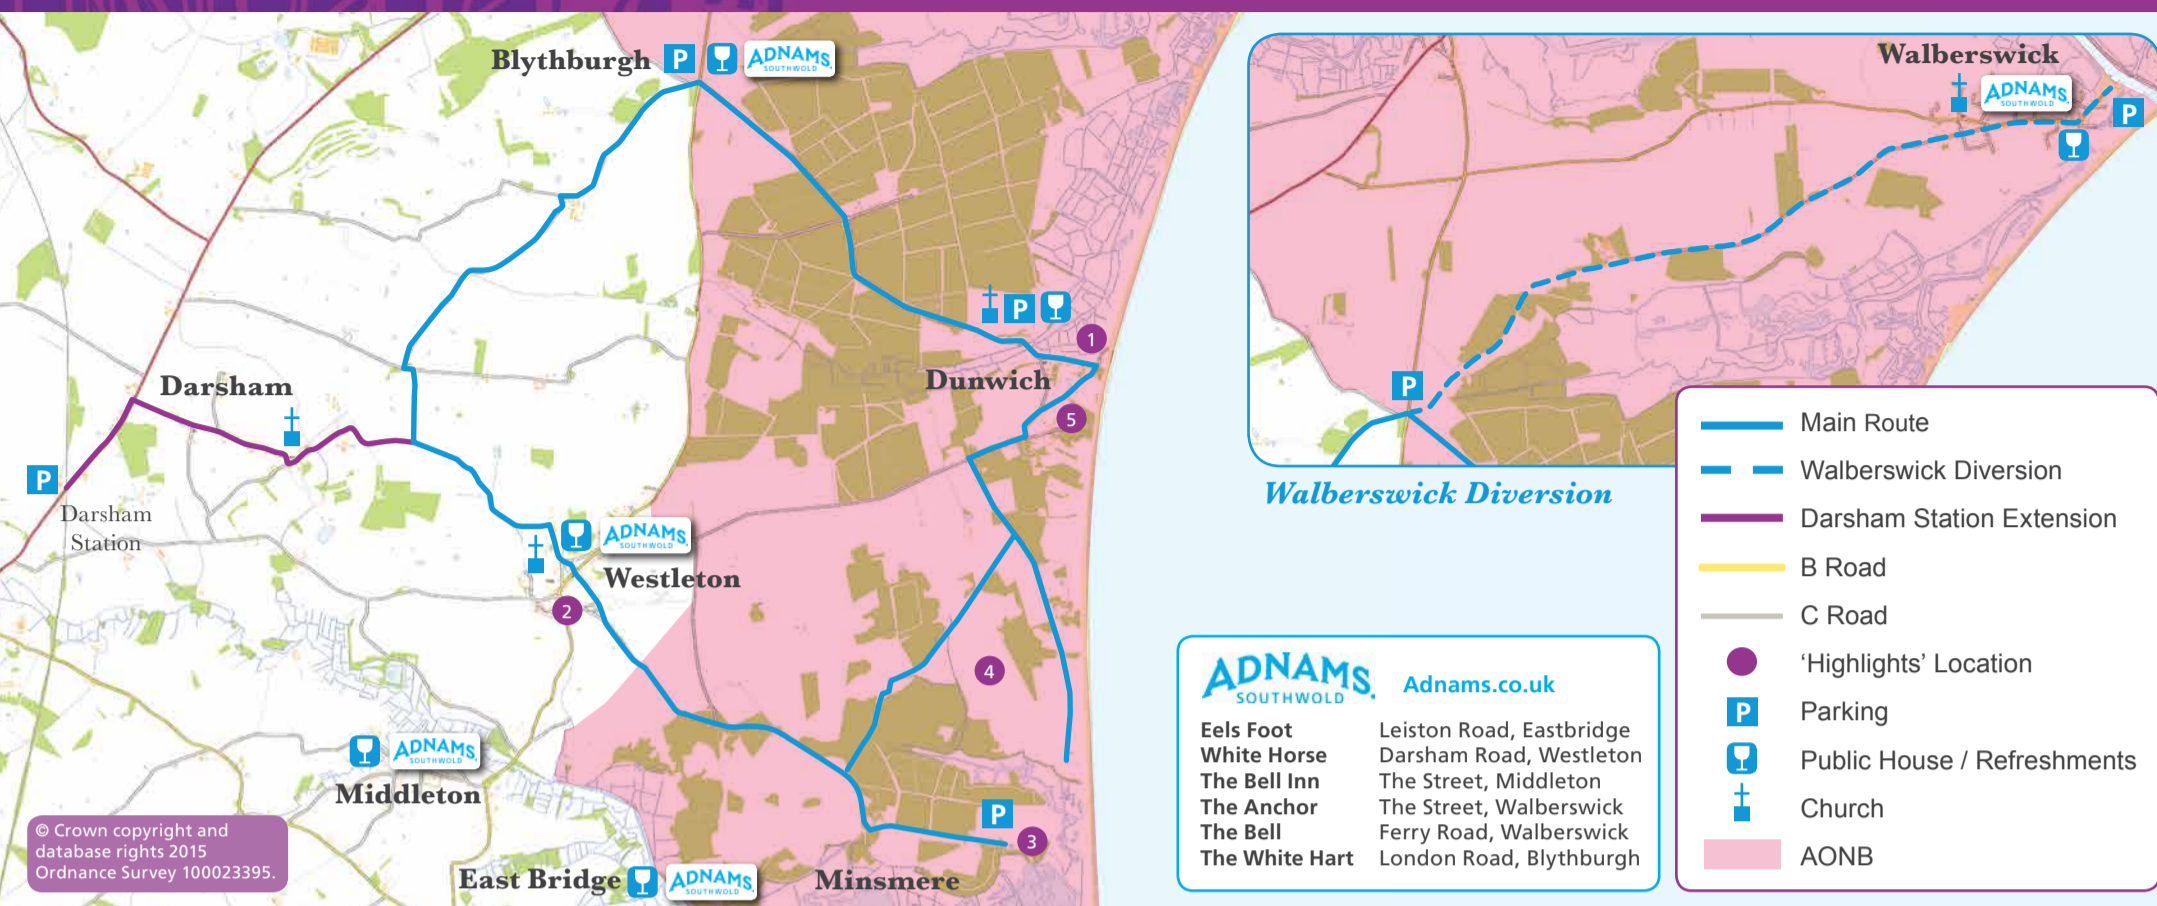 Blythburgh P ADNAMS
SOUTHWOLD
P
1
Dunwich
5
Darsham
P
Darsham
Station
ADNAMS
SOUTHWOLD
Westleton
2
4
ADNAMS
SOUTHWOLD
Middleton
P
3
© Crown copyright and
database rights 2015
Ordnance Survey 100023395.
East Bridge ADNAMS
SOUTHWOLD
Minsmere
Walberswick
ADNAMS
SOUTHWOLD
P
P
Walberswick Diversion
ADNAMS
SOUTHWOLD
Adnams.co.uk
Eels Foot Leiston Road, Eastbridge
White Horse Darsham Road, Westleton
The Bell Inn The Street, Middleton
The Anchor The Street, Walberswick
The Bell Ferry Road, Walberswick
The White Hart London Road, Blythburgh
Main Route
Walberswick Diversion
Darsham Station Extension
B Road
C Road
‘Highlights’ Location
P Parking
Public House / Refreshments
Church
AONB